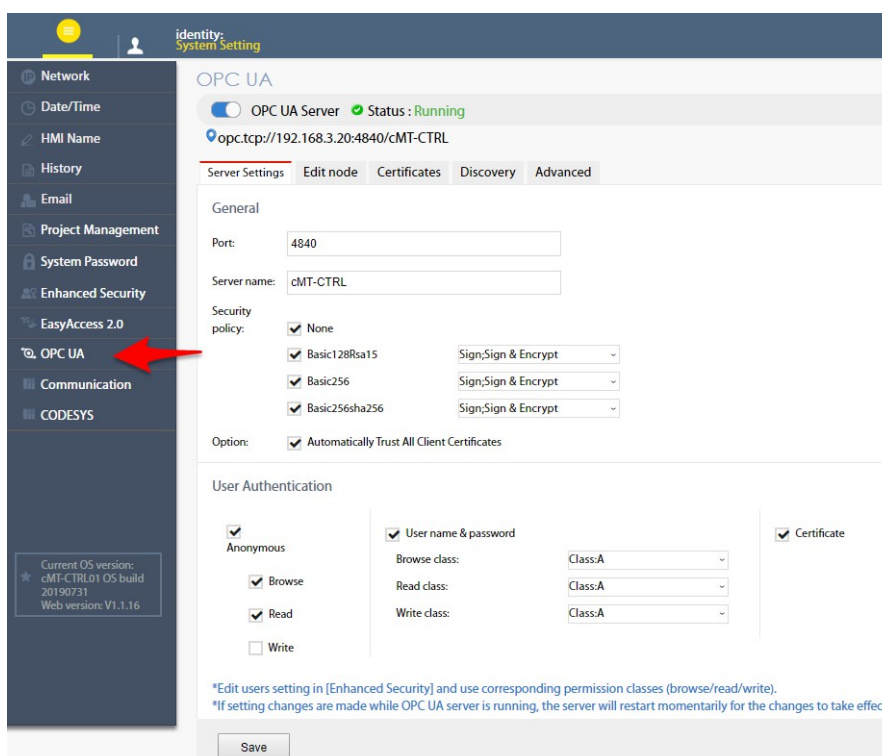 identity:
System Setting
Network
Date/Time
HMI Name
History
Email
Project Management
System Password
Enhanced Security
EasyAccess 2.0
OPC UA
Communication
CODESYS
Current OS version:
cMT-CTRL01 OS build
20190731
Web version: V1.1.16
OPC UA
OPC UA Server Status : Running
opc.tcp://192.168.3.20:4840/cMT-CTRL
Server Settings Edit node Certificates Discovery Advanced
General
Port: 4840
Server name: cMT-CTRL
Security
policy: None
Basic128Rsa15 Sign;Sign & Encrypt
Basic256 Sign;Sign & Encrypt
Basic256sha256 Sign;Sign & Encrypt
Option: Automatically Trust All Client Certificates
User Authentication
Anonymous
Browse
Read
Write
User name & password
Browse class: Class:A
Read class: Class:A
Write class: Class:A
Certificate
*Edit users setting in [Enhanced Security] and use corresponding permission classes (browse/read/write).
*If setting changes are made while OPC UA server is running, the server will restart momentarily for the changes to take effec
Save